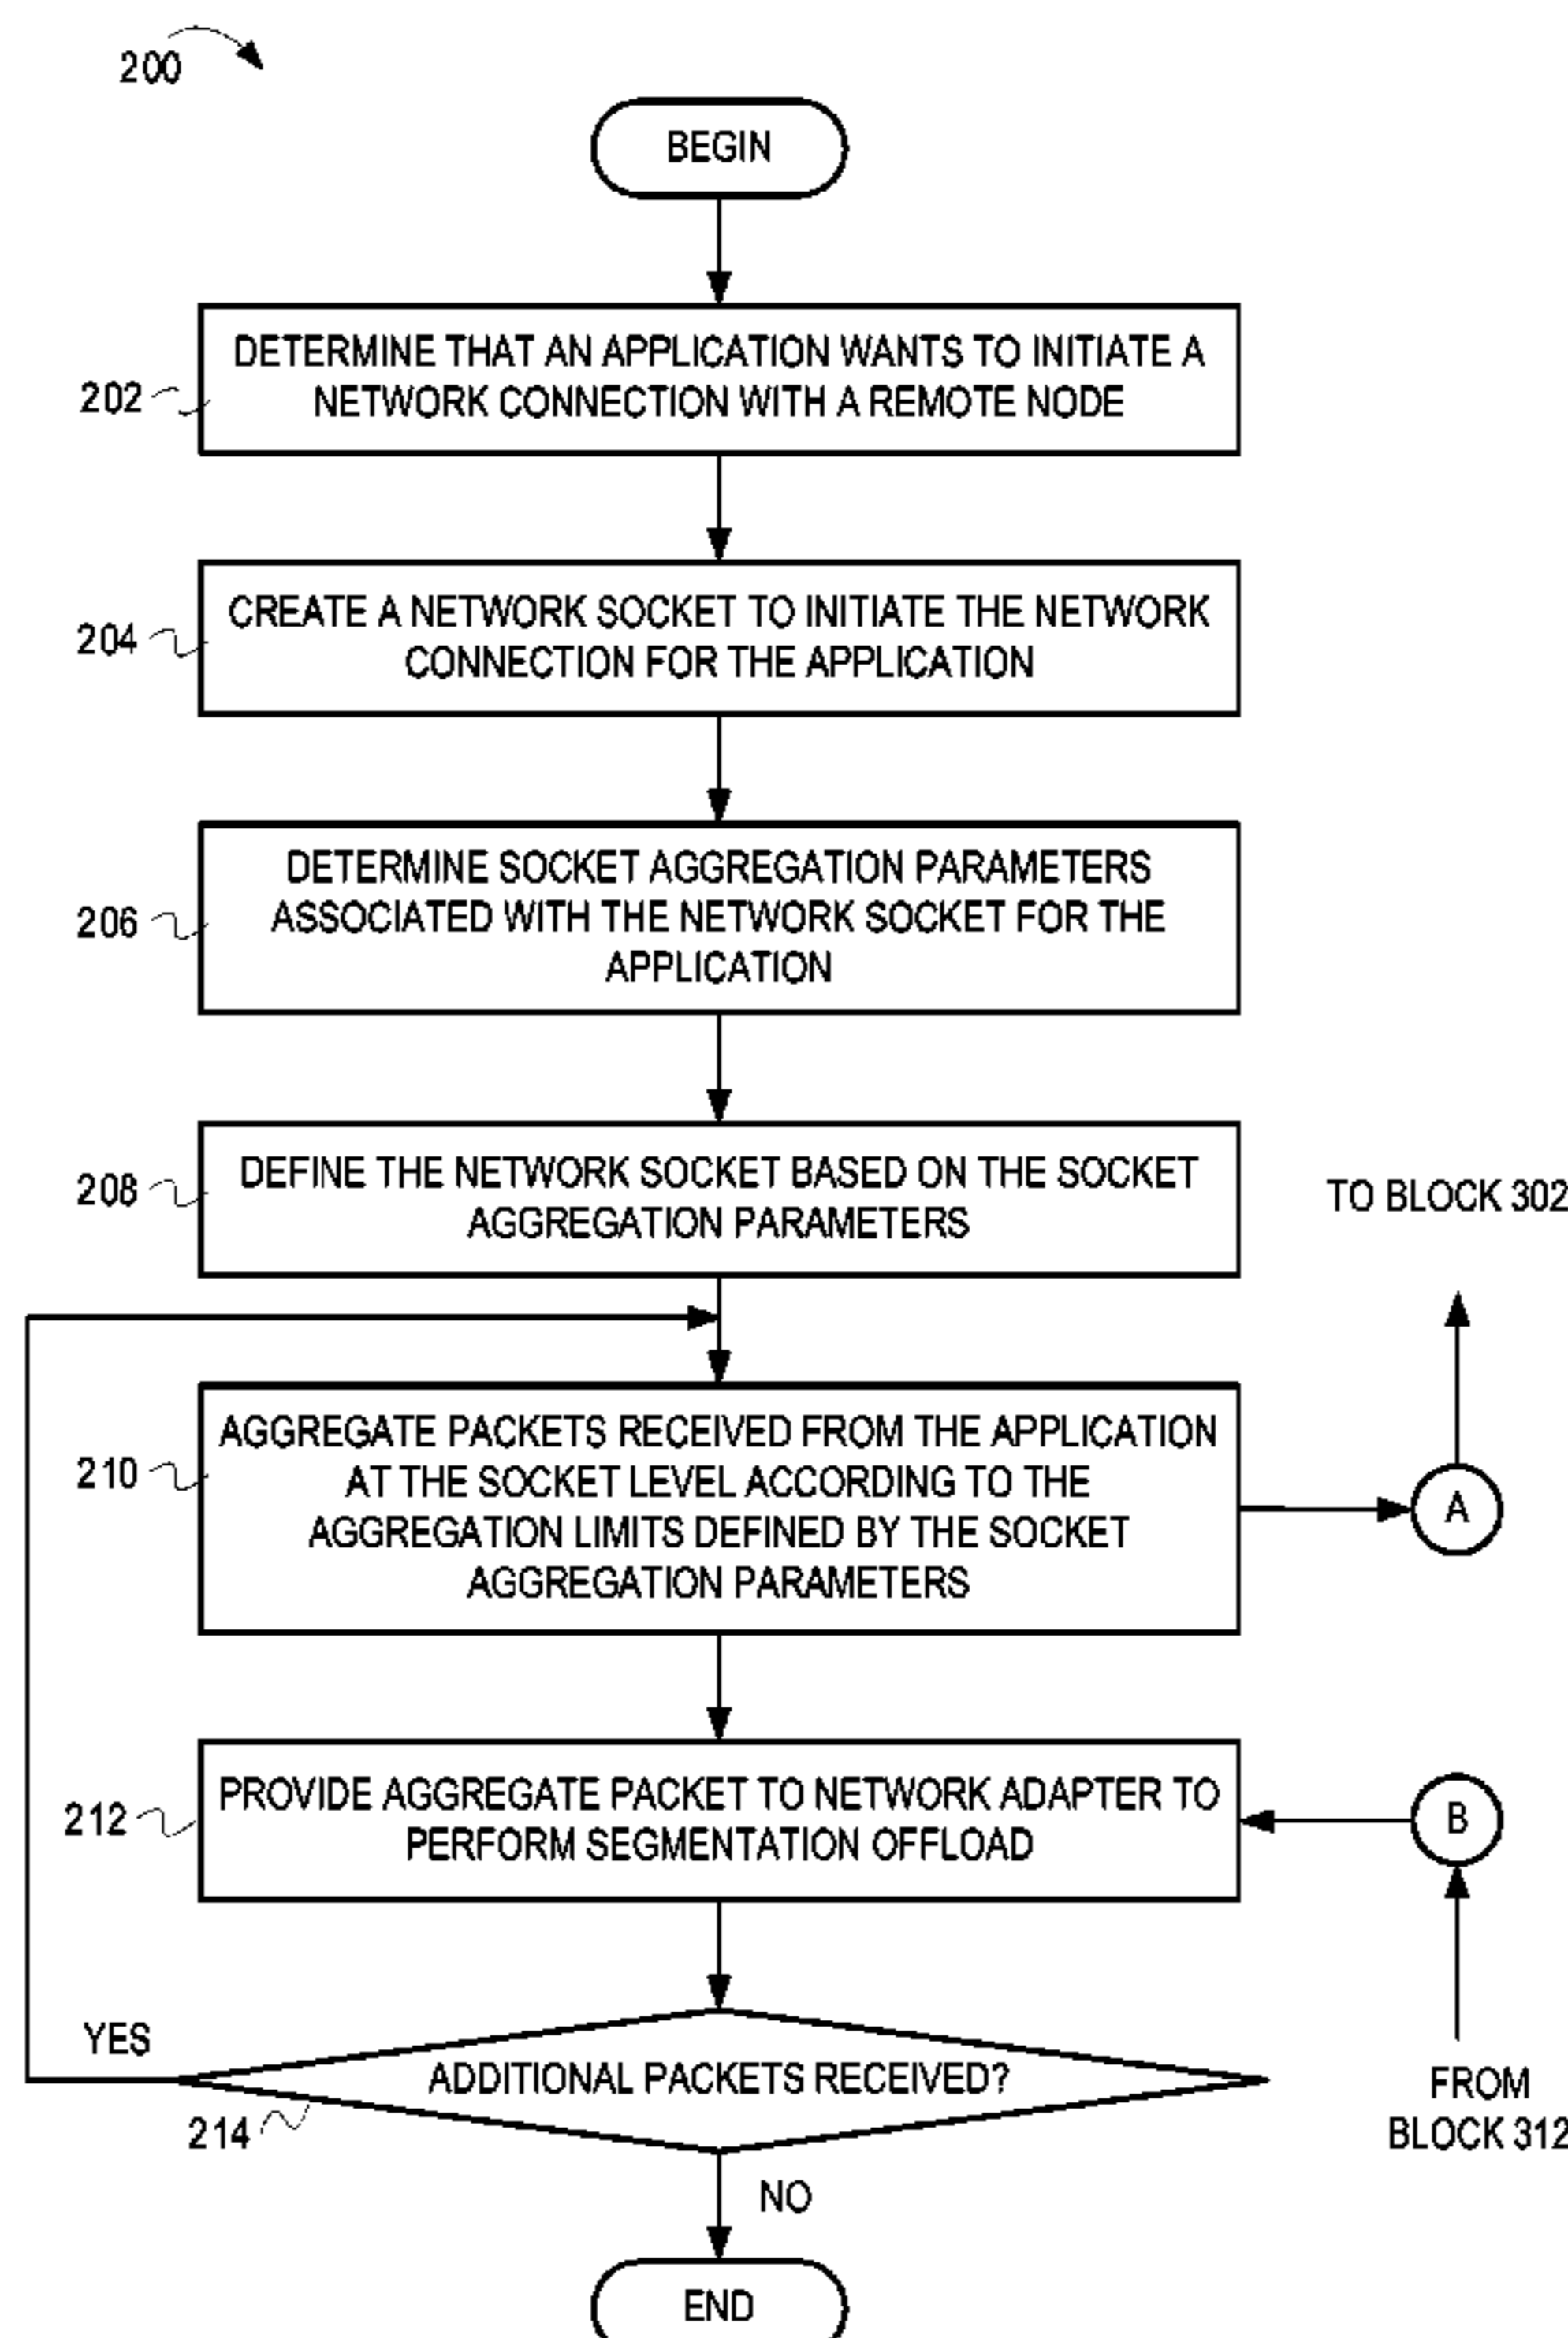 200
BEGIN
DETERMINE THAT AN APPLICATION WANTS TO INITIATE A
NETWORK CONNECTION WITH A REMOTE NODE
202
CREATE A NETWORK SOCKET TO INITIATE THE NETWORK
CONNECTION FOR THE APPLICATION
204
DETERMINE SOCKET AGGREGATION PARAMETERS
ASSOCIATED WITH THE NETWORK SOCKET FOR THE
APPLICATION
206
DEFINE THE NETWORK SOCKET BASED ON THE SOCKET
AGGREGATION PARAMETERS
208
TO BLOCK 302
AGGREGATE PACKETS RECEIVED FROM THE APPLICATION
AT THE SOCKET LEVEL ACCORDING TO THE
AGGREGATION LIMITS DEFINED BY THE SOCKET
AGGREGATION PARAMETERS
210
A
PROVIDE AGGREGATE PACKET TO NETWORK ADAPTER TO
PERFORM SEGMENTATION OFFLOAD
212
B
YES
ADDITIONAL PACKETS RECEIVED?
214
FROM
BLOCK 312
NO
END